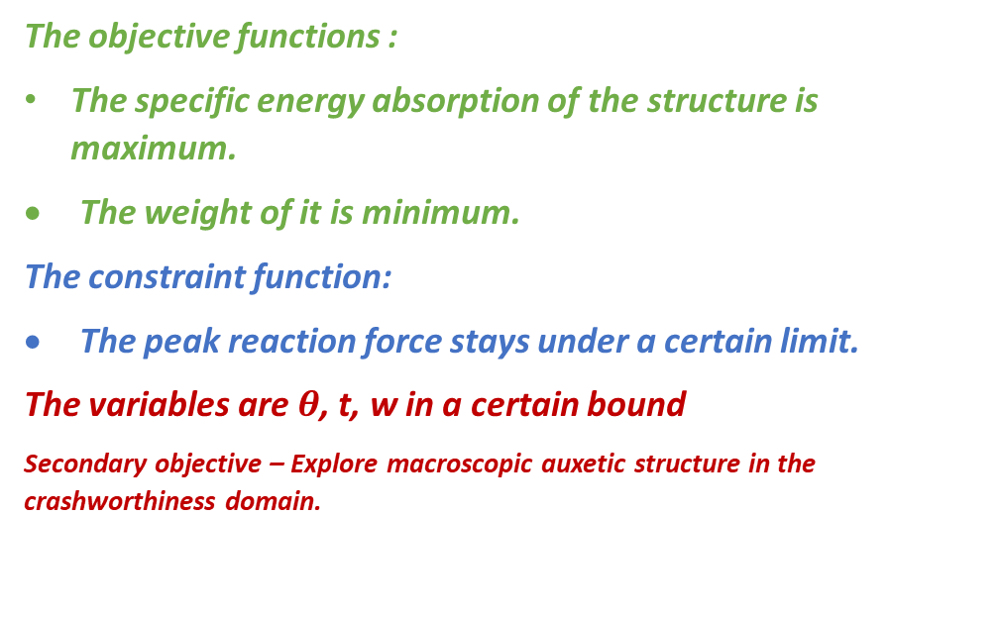 The objective functions :
• The specific energy absorption of the structure is
maximum.
• The weight of it is minimum.
The constraint function:
• The peak reaction force stays under a certain limit.
The variables are θ, t, w in a certain bound
Secondary objective – Explore macroscopic auxetic structure in the
crashworthiness domain.